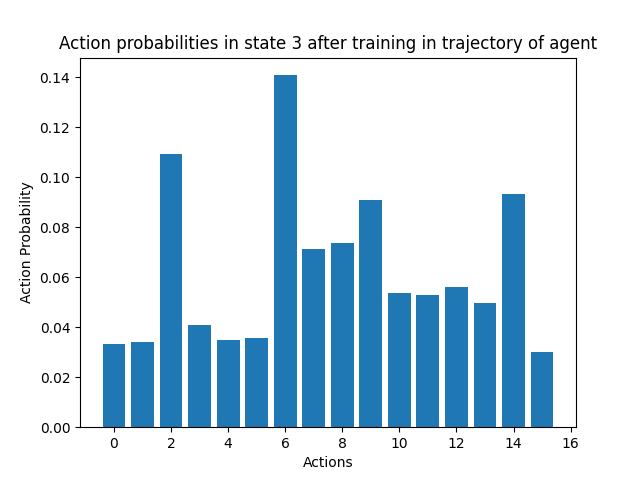 Action probabilities in state 3 after training in trajectory of agent
0.14
0.12
0.10
0.08
0.06
0.04
0.02
0.00
Action Probability
0 2 4 6 8 10 12 14 16
Actions